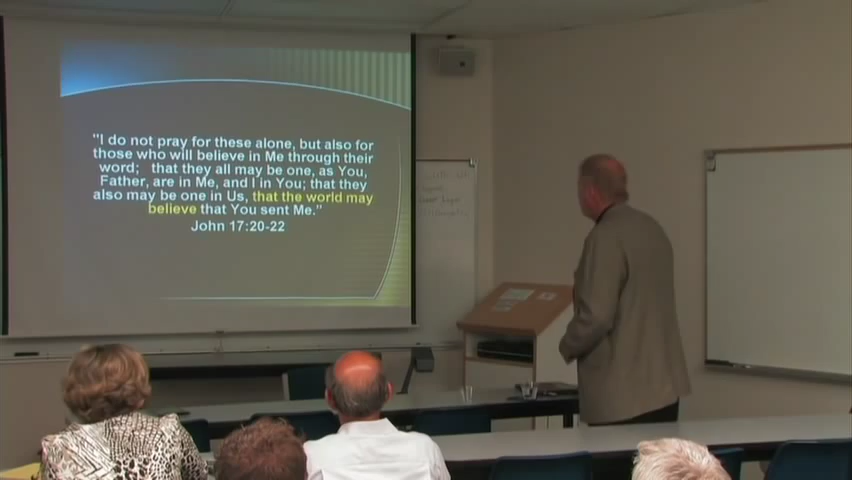 "I do not pray for these alone, but also for
those who will believe in Me through their
word; that they all may be one, as You,
Father, are in Me, and I in You; that they
also may be one in Us, that the world may
believe that You sent Me."
John 17:20-22